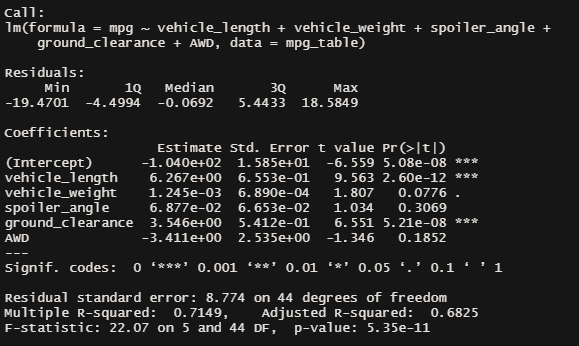 Call:
lm(formula = mpg ~ vehicle_length + vehicle_weight + spoiler_angle +
    ground_clearance + AWD, data = mpg_table)

Residuals:
     Min       1Q   Median       3Q      Max
-19.4701  -4.4994  -0.0692   5.4433  18.5849

Coefficients:
                   Estimate Std. Error t value Pr(>|t|)
(Intercept)      -1.040e+02  1.585e+01  -6.559 5.08e-08 ***
vehicle_length    6.267e+00  6.553e-01   9.563 2.60e-12 ***
vehicle_weight    1.245e-03  6.890e-04   1.807   0.0776 .
spoiler_angle     6.877e-02  6.653e-02   1.034   0.3069
ground_clearance  3.546e+00  5.412e-01   6.551 5.21e-08 ***
AWD              -3.411e+00  2.535e+00  -1.346   0.1852
---
Signif. codes:  0 ‘***’ 0.001 ‘**’ 0.01 ‘*’ 0.05 ‘.’ 0.1 ‘ ’ 1

Residual standard error: 8.774 on 44 degrees of freedom
Multiple R-squared:  0.7149,    Adjusted R-squared:  0.6825
F-statistic: 22.07 on 5 and 44 DF,  p-value: 5.35e-11